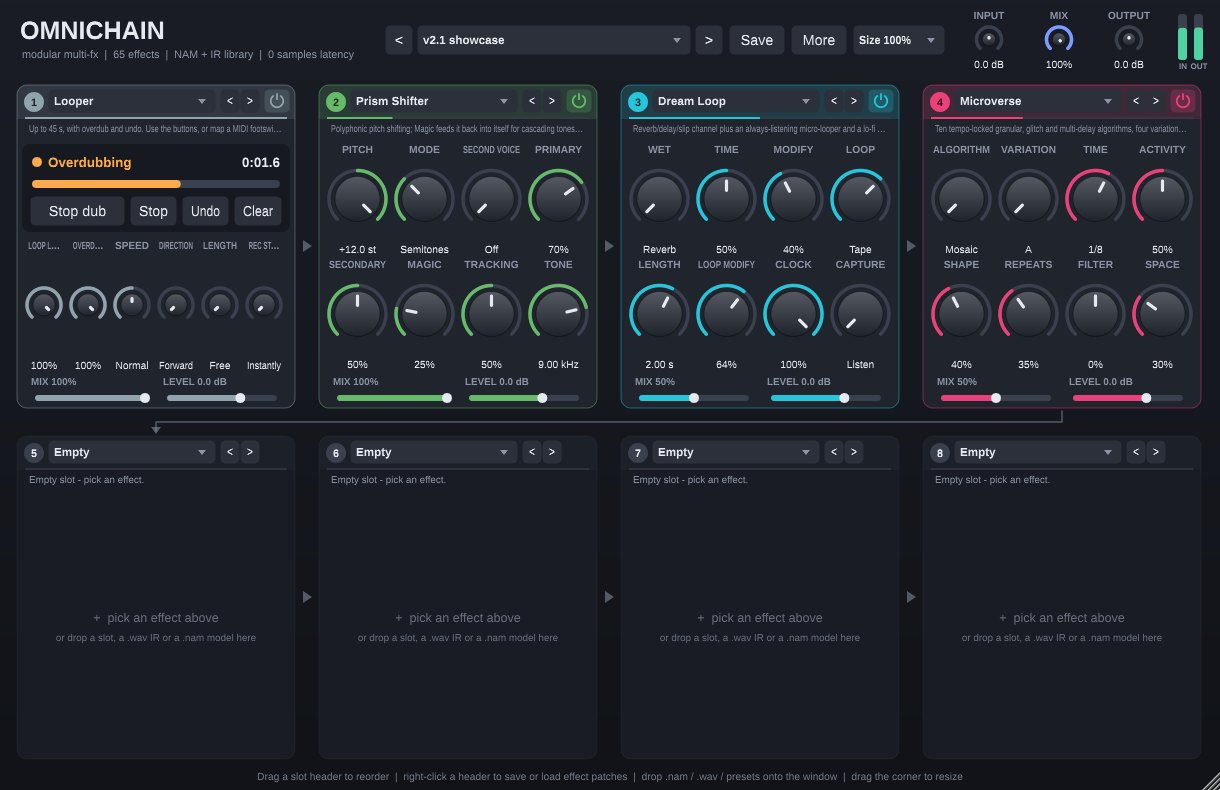 OMNICHAIN
modular multi-fx | 65 effects | NAM + IR library | 0 samples latency
< v2.1 showcase > Save More Size 100%
INPUT MIX OUTPUT
0.0 dB 100% 0.0 dB IN OUT
1 Looper < >
Up to 45 s, with overdub and undo. Use the buttons, or map a MIDI footswi...
Overdubbing 0:01.6
Stop dub Stop Undo Clear
LOOP L... OVERD... SPEED DIRECTION LENGTH REC ST...
100% 100% Normal Forward Free Instantly
MIX 100% LEVEL 0.0 dB
2 Prism Shifter < >
Polyphonic pitch shifting; Magic feeds it back into itself for cascading tones...
PITCH MODE SECOND VOICE PRIMARY
+12.0 st Semitones Off 70%
SECONDARY MAGIC TRACKING TONE
50% 25% 50% 9.00 kHz
MIX 100% LEVEL 0.0 dB
3 Dream Loop < >
Reverb/delay/slip channel plus an always-listening micro-looper and a lo-fi ...
WET TIME MODIFY LOOP
Reverb 50% 40% Tape
LENGTH LOOP MODIFY CLOCK CAPTURE
2.00 s 64% 100% Listen
MIX 50% LEVEL 0.0 dB
4 Microverse < >
Ten tempo-locked granular, glitch and multi-delay algorithms, four variation...
ALGORITHM VARIATION TIME ACTIVITY
Mosaic A 1/8 50%
SHAPE REPEATS FILTER SPACE
40% 35% 0% 30%
MIX 50% LEVEL 0.0 dB
5 Empty < >
Empty slot - pick an effect.
+ pick an effect above
or drop a slot, a .wav IR or a .nam model here
6 Empty < >
Empty slot - pick an effect.
+ pick an effect above
or drop a slot, a .wav IR or a .nam model here
7 Empty < >
Empty slot - pick an effect.
+ pick an effect above
or drop a slot, a .wav IR or a .nam model here
8 Empty < >
Empty slot - pick an effect.
+ pick an effect above
or drop a slot, a .wav IR or a .nam model here
Drag a slot header to reorder | right-click a header to save or load effect patches | drop .nam / .wav / presets onto the window | drag the corner to resize